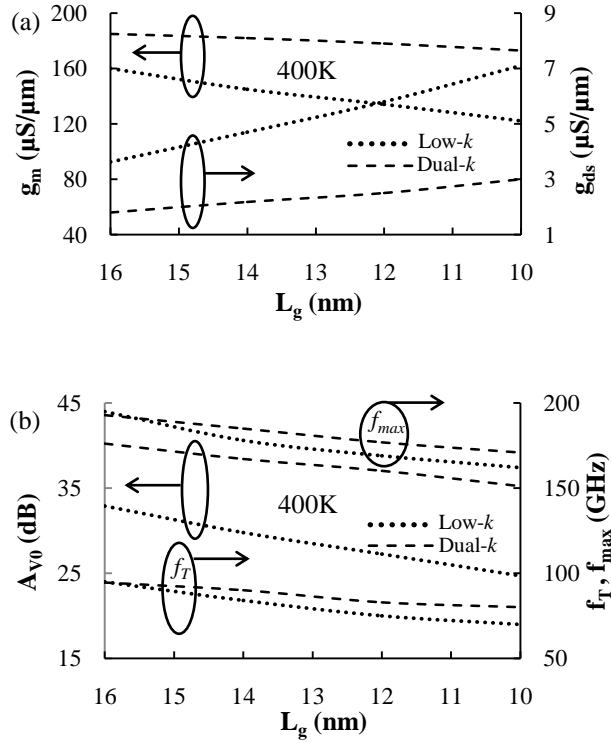 (a)
200
160
120
80
40
g_m (µS/µm)
9
7
5
3
1
g_ds (µS/µm)
400K
Low-k
Dual-k
16 15 14 13 12 11 10
L_g (nm)
(b)
45
35
25
15
A_V0 (dB)
200
150
100
50
f_T , f_max (GHz)
f_max
400K
Low-k
Dual-k
f_T
16 15 14 13 12 11 10
L_g (nm)